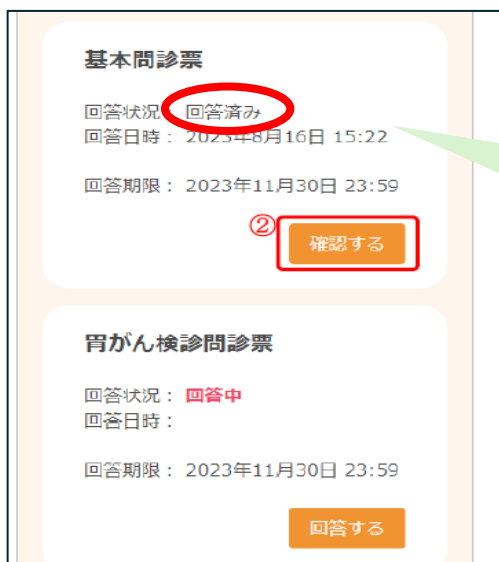 基本問診票
回答状況： 回答済み
回答日時： 2023年8月16日 15:22
回答期限： 2023年11月30日 23:59
②
確認する
胃がん検診問診票
回答状況： 回答中
回答日時：
回答期限： 2023年11月30日 23:59
回答する